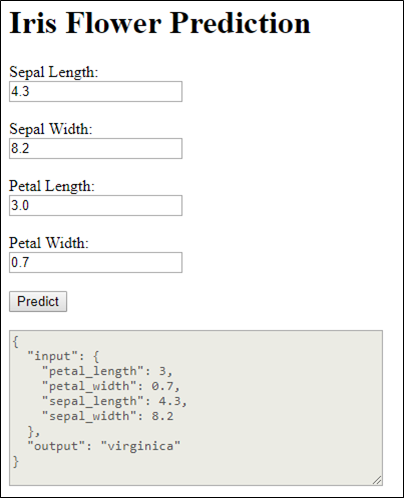 Iris Flower Prediction
Sepal Length:
4.3
Sepal Width:
8.2
Petal Length:
3.0
Petal Width:
0.7
Predict
{
  "input": {
    "petal_length": 3,
    "petal_width": 0.7,
    "sepal_length": 4.3,
    "sepal_width": 8.2
  },
  "output": "virginica"
}